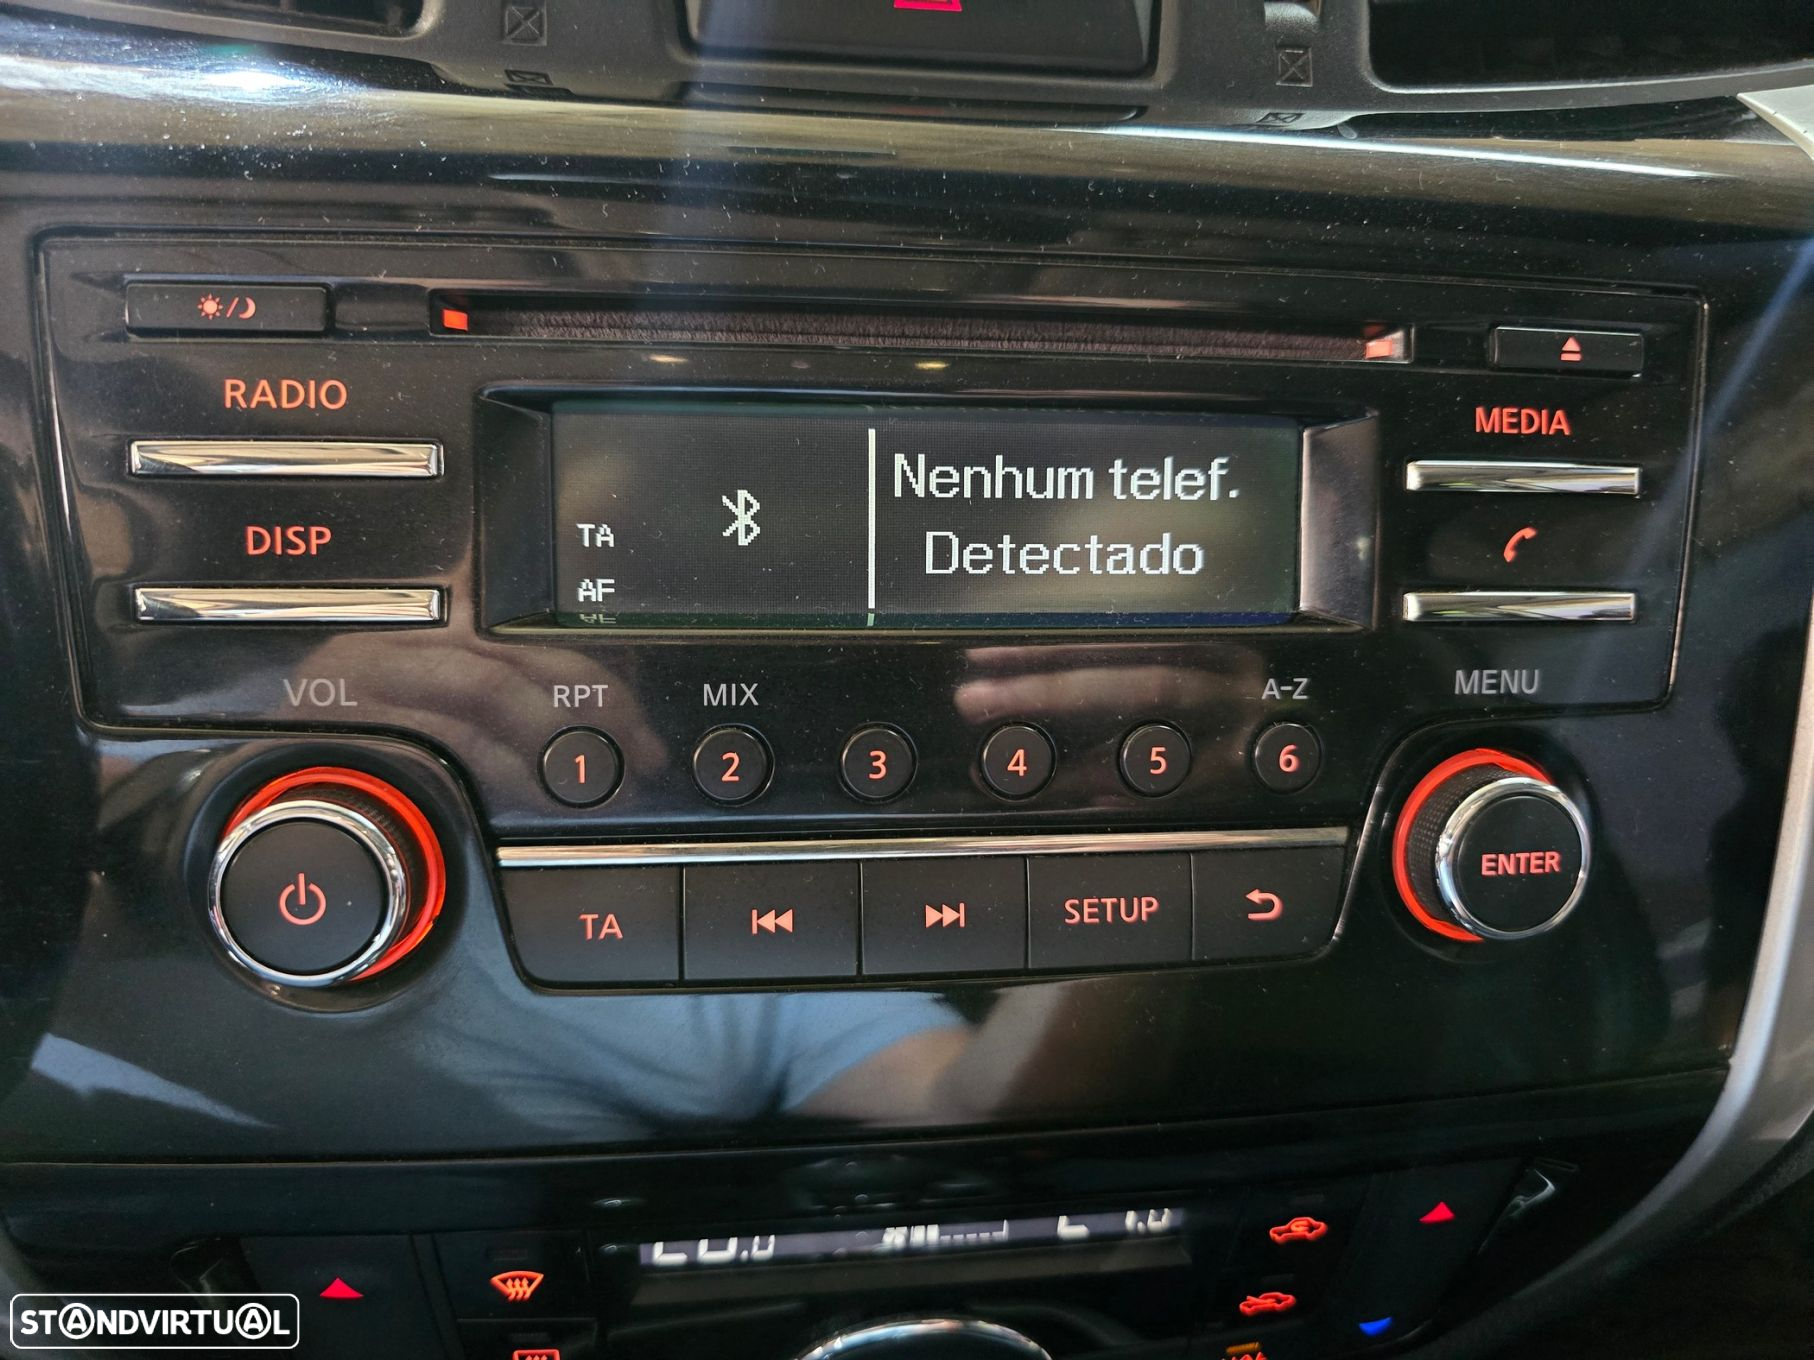 RADIO
MEDIA
DISP
TA
AF
Nenhum telef.
Detectado
VOL
RPT
MIX
A-Z
MENU
1
2
3
4
5
6
TA
SETUP
ENTER
STANDVIRTUAL